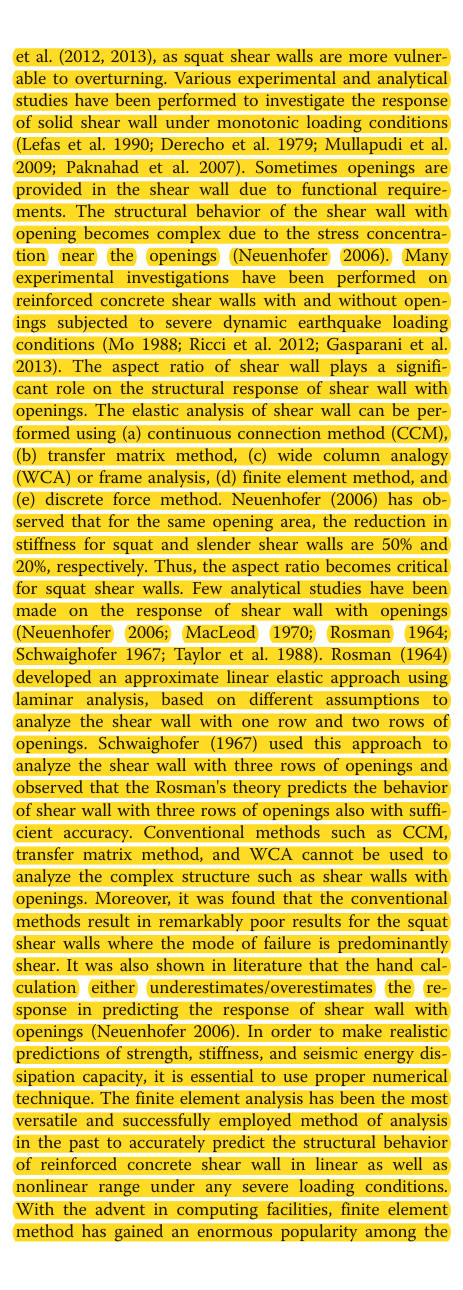 et al. (2012, 2013), as squat shear walls are more vulner-
able to overturning. Various experimental and analytical
studies have been performed to investigate the response
of solid shear wall under monotonic loading conditions
(Lefas et al. 1990; Derecho et al. 1979; Mullapudi et al.
2009; Paknahad et al. 2007). Sometimes openings are
provided in the shear wall due to functional require-
ments. The structural behavior of the shear wall with
opening becomes complex due to the stress concentra-
tion near the openings (Neuenhofer 2006). Many
experimental investigations have been performed on
reinforced concrete shear walls with and without open-
ings subjected to severe dynamic earthquake loading
conditions (Mo 1988; Ricci et al. 2012; Gasparani et al.
2013). The aspect ratio of shear wall plays a signifi-
cant role on the structural response of shear wall with
openings. The elastic analysis of shear wall can be per-
formed using (a) continuous connection method (CCM),
(b) transfer matrix method, (c) wide column analogy
(WCA) or frame analysis, (d) finite element method, and
(e) discrete force method. Neuenhofer (2006) has ob-
served that for the same opening area, the reduction in
stiffness for squat and slender shear walls are 50% and
20%, respectively. Thus, the aspect ratio becomes critical
for squat shear walls. Few analytical studies have been
made on the response of shear wall with openings
(Neuenhofer 2006; MacLeod 1970; Rosman 1964;
Schwaighofer 1967; Taylor et al. 1988). Rosman (1964)
developed an approximate linear elastic approach using
laminar analysis, based on different assumptions to
analyze the shear wall with one row and two rows of
openings. Schwaighofer (1967) used this approach to
analyze the shear wall with three rows of openings and
observed that the Rosman's theory predicts the behavior
of shear wall with three rows of openings also with suffi-
cient accuracy. Conventional methods such as CCM,
transfer matrix method, and WCA cannot be used to
analyze the complex structure such as shear walls with
openings. Moreover, it was found that the conventional
methods result in remarkably poor results for the squat
shear walls where the mode of failure is predominantly
shear. It was also shown in literature that the hand cal-
culation either underestimates/overestimates the re-
sponse in predicting the response of shear wall with
openings (Neuenhofer 2006). In order to make realistic
predictions of strength, stiffness, and seismic energy dis-
sipation capacity, it is essential to use proper numerical
technique. The finite element analysis has been the most
versatile and successfully employed method of analysis
in the past to accurately predict the structural behavior
of reinforced concrete shear wall in linear as well as
nonlinear range under any severe loading conditions.
With the advent in computing facilities, finite element
method has gained an enormous popularity among the